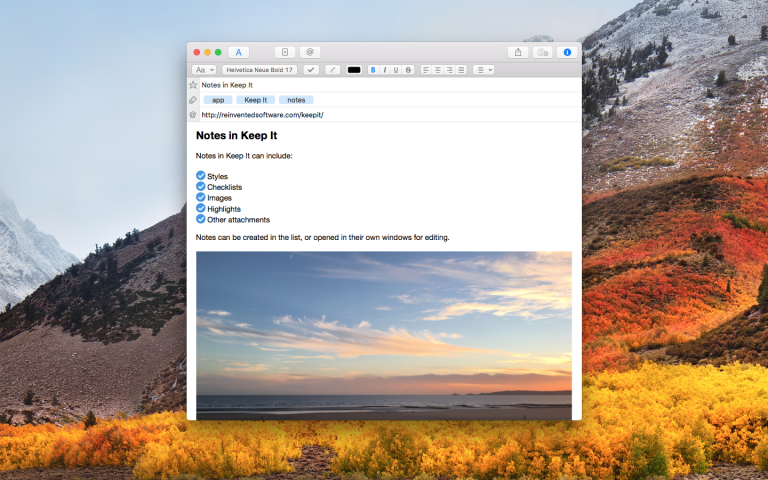 A
@
Aa
Helvetica Neue Bold 17
B I U S
Notes in Keep It
app Keep It notes
@ http://reinventedsoftware.com/keepit/
Notes in Keep It
Notes in Keep It can include:
Styles
Checklists
Images
Highlights
Other attachments
Notes can be created in the list, or opened in their own windows for editing.